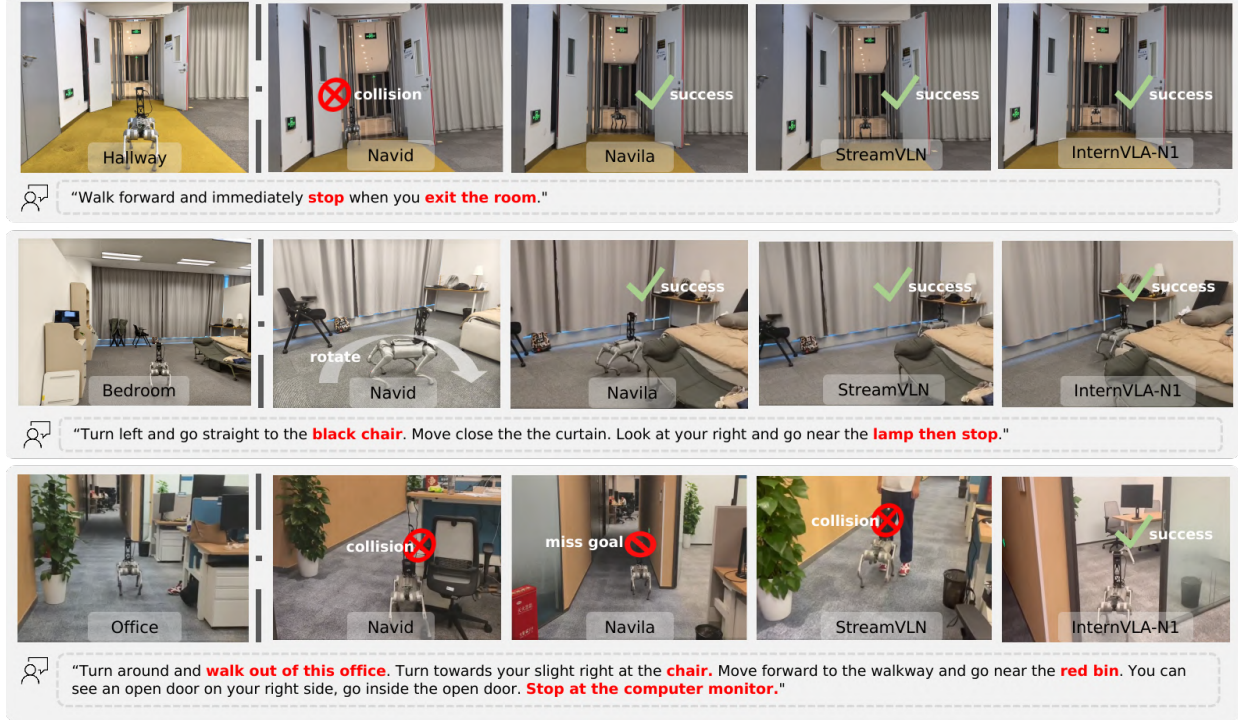 collision
success
success
success
Hallway
Navid
Navila
StreamVLN
InternVLA-N1
“Walk forward and immediately stop when you exit the room."
success
success
success
rotate
Bedroom
Navid
Navila
StreamVLN
InternVLA-N1
“Turn left and go straight to the black chair. Move close the the curtain. Look at your right and go near the lamp then stop."
collision
miss goal
collision
success
Office
Navid
Navila
StreamVLN
InternVLA-N1
“Turn around and walk out of this office. Turn towards your slight right at the chair. Move forward to the walkway and go near the red bin. You can
see an open door on your right side, go inside the open door. Stop at the computer monitor."